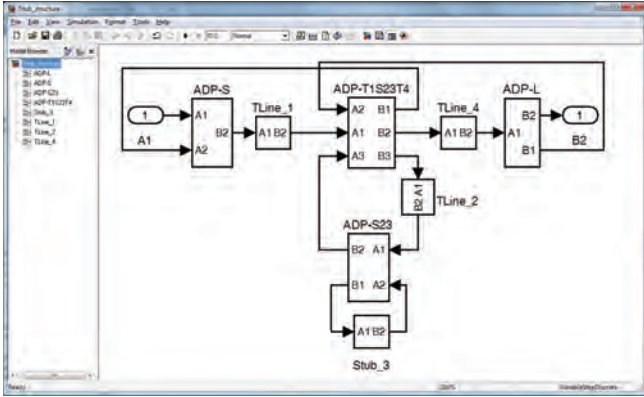 Tstub_structure
File Edit View Simulation Format Tools Help
Normal
Model Browser
Tstub_structure
ADP-L
ADP-S
ADP-S23
ADP-T1S23T4
Stub_3
TLine_1
TLine_2
TLine_4
ADP-S
TLine_1
ADP-T1S23T4
TLine_4
ADP-L
1
A1
A1
A2
B2
A1 B2
A2
A1
A3
B1
B2
B3
A1 B2
A1
B2
B1
1
B2
B2 A1
TLine_2
ADP-S23
B2 A1
B1 A2
A1 B2
Stub_3
Ready
VariableStepDiscrete